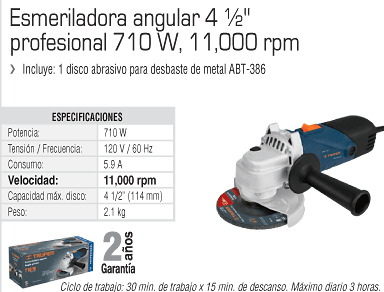 Esmeriladora angular 4 ½"
profesional 710 W, 11,000 rpm
❯ Incluye: 1 disco abrasivo para desbaste de metal ABT-386
ESPECIFICACIONES
Potencia: 710 W
Tensión / Frecuencia: 120 V / 60 Hz
Consumo: 5.9 A
Velocidad: 11,000 rpm
Capacidad máx. disco: 4 1/2" (114 mm)
Peso: 2.1 kg
TRUPER
2 años
Garantía
Ciclo de trabajo: 30 min. de trabajo x 15 min. de descanso. Máximo diario 3 horas.